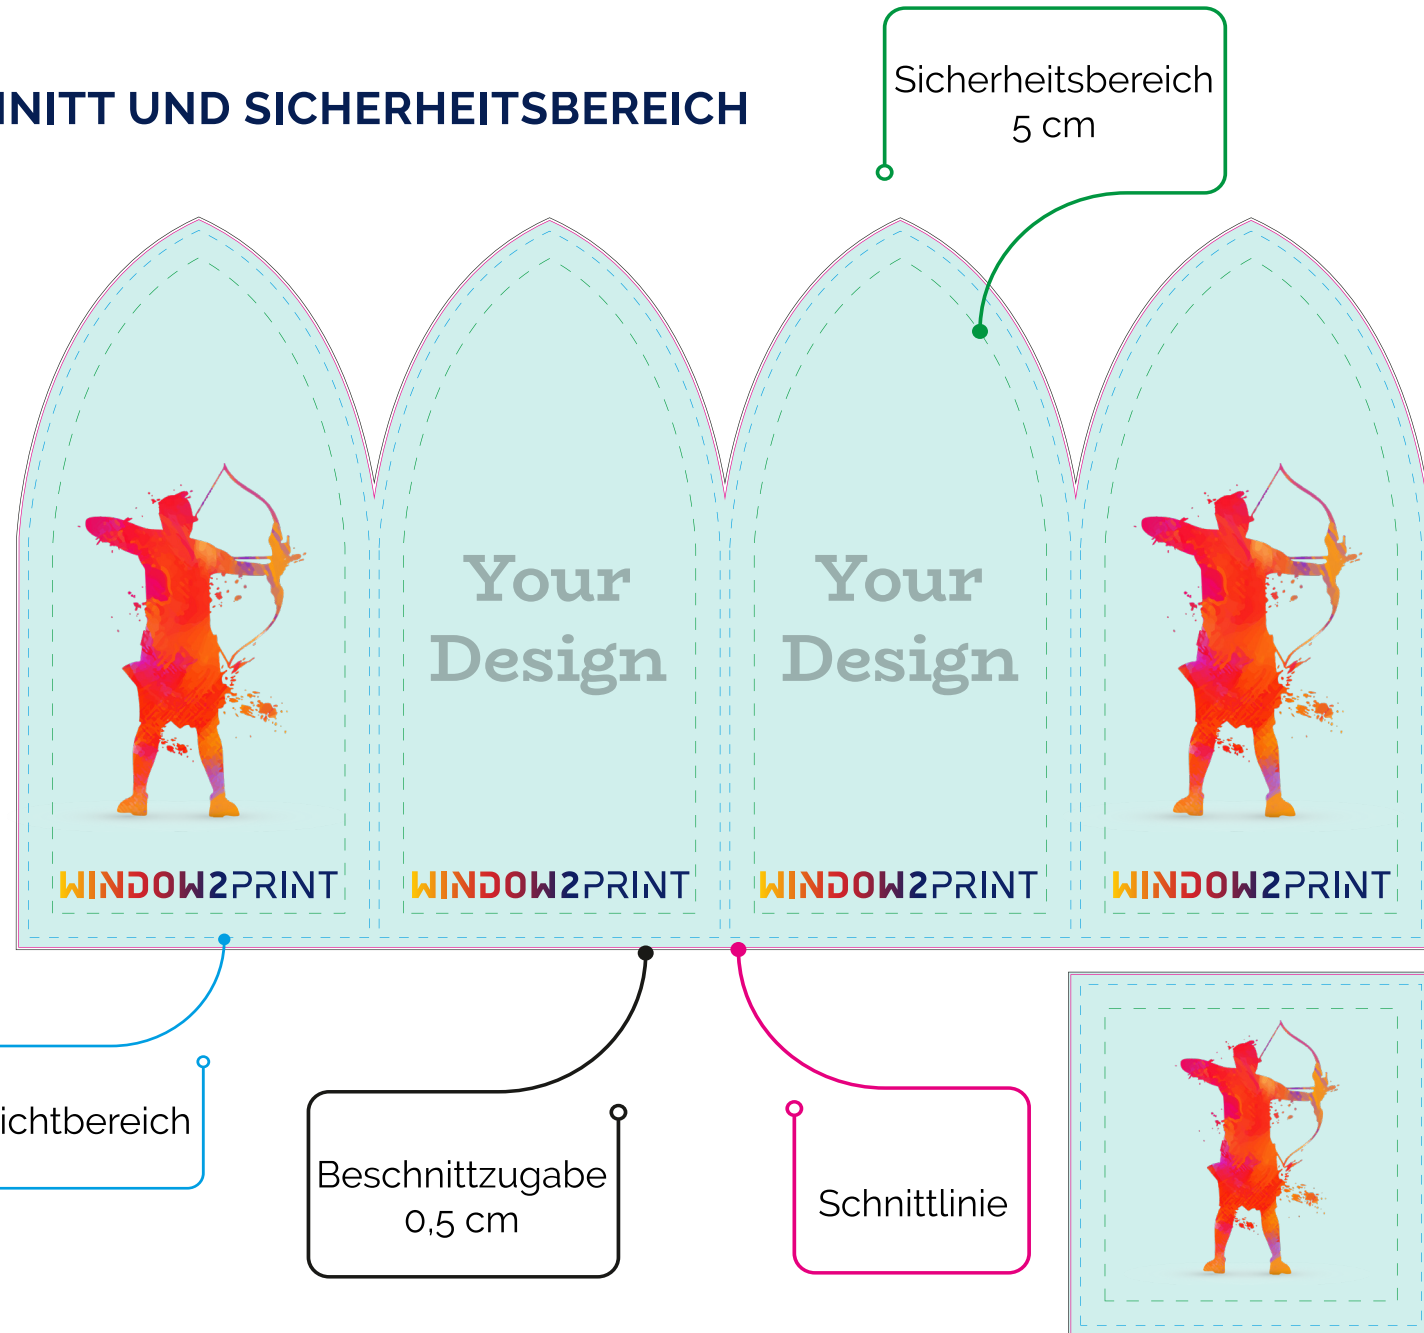 HNITT UND SICHERHEITSBEREICH
Sicherheitsbereich
5 cm
Your
Design
Your
Design
WINDOW2PRINT
WINDOW2PRINT
WINDOW2PRINT
WINDOW2PRINT
ichtbereich
Beschnittzugabe
0,5 cm
Schnittlinie